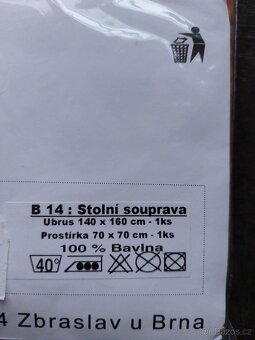 B 14 : Stolní souprava
Ubrus 140 x 160 cm - 1ks
Prostírka 70 x 70 cm - 1ks
100 % Bavlna
40°
4 Zbraslav u Brna